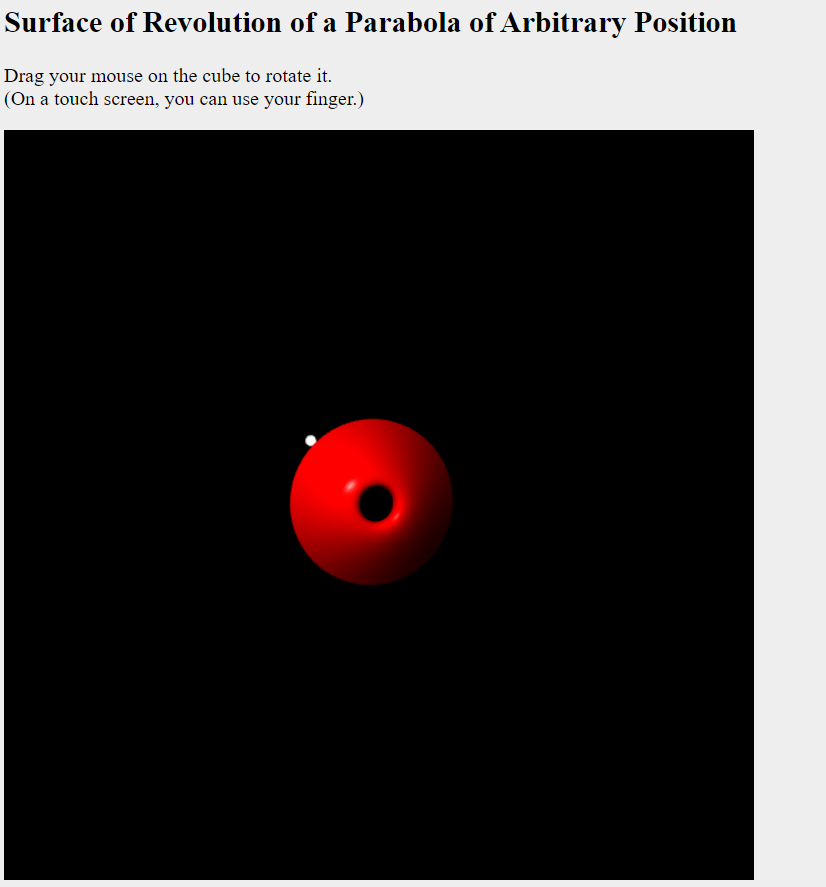 Surface of Revolution of a Parabola of Arbitrary Position
Drag your mouse on the cube to rotate it.
(On a touch screen, you can use your finger.)